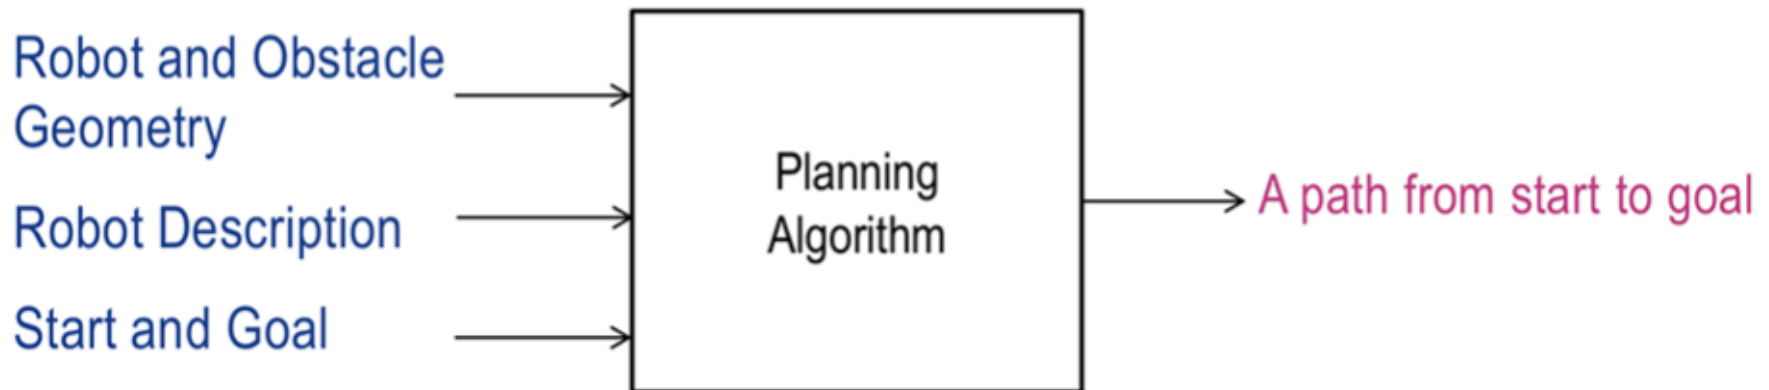 Robot and Obstacle
Geometry
Robot Description
Start and Goal
Planning
Algorithm
A path from start to goal